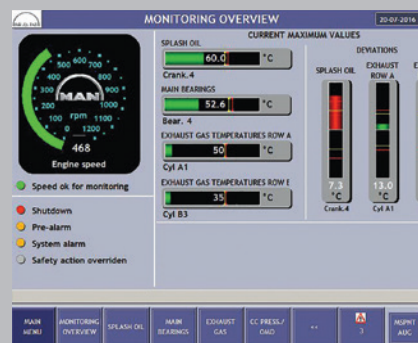 MONITORING OVERVIEW
20-07-2016
CURRENT MAXIMUM VALUES
500 600 700
400 800
300 900
200 1000
100 1100
0 1200
MAN
rpm
468
Engine speed
Speed ok for monitoring
Shutdown
Pre-alarm
System alarm
Safety action overriden
SPLASH OIL
60.0 °C
Crank.4
MAIN BEARINGS
52.6 °C
Bear. 4
EXHAUST GAS TEMPERATURES ROW A
50 °C
Cyl A1
EXHAUST GAS TEMPERATURES ROW E
35 °C
Cyl B3
DEVIATIONS
SPLASH OIL
7.3
°C
Crank.4
EXHAUST
ROW A
13.0
°C
Cyl A1
E
MAIN
MENU
MONITORING
OVERVIEW
SPLASH OIL
MAIN
BEARINGS
EXHAUST
GAS
CC PRESS./
OMD
<<
3
MSPNT
AUG